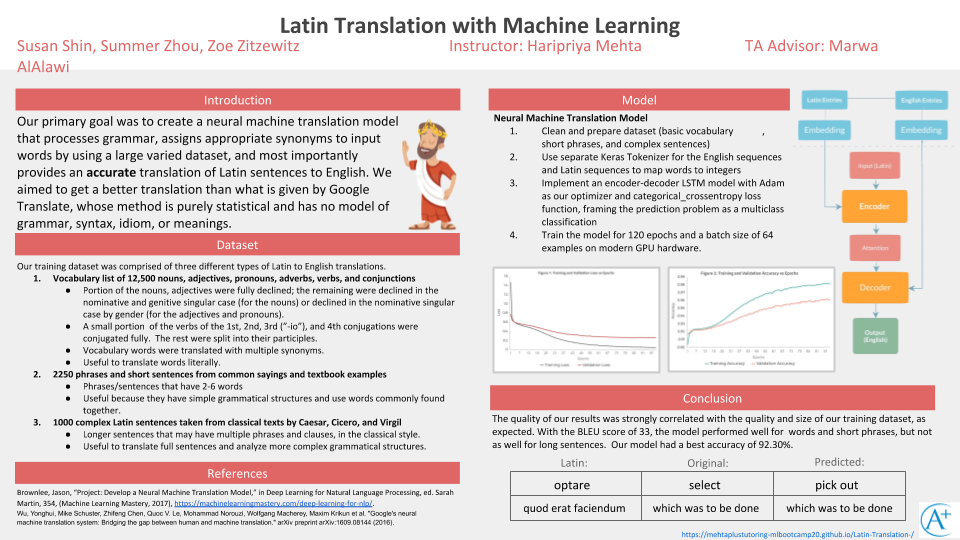 Latin Translation with Machine Learning
Susan Shin, Summer Zhou, Zoe Zitzewitz Instructor: Haripriya Mehta TA Advisor: Marwa
AlAlawi
Introduction
Our primary goal was to create a neural machine translation model
that processes grammar, assigns appropriate synonyms to input
words by using a large varied dataset, and most importantly
provides an accurate translation of Latin sentences to English. We
aimed to get a better translation than what is given by Google
Translate, whose method is purely statistical and has no model of
grammar, syntax, idiom, or meanings.
Dataset
Our training dataset was comprised of three different types of Latin to English translations.
1. Vocabulary list of 12,500 nouns, adjectives, pronouns, adverbs, verbs, and conjunctions
● Portion of the nouns, adjectives were fully declined; the remaining were declined in the
nominative and genitive singular case (for the nouns) or declined in the nominative singular
case by gender (for the adjectives and pronouns).
● A small portion of the verbs of the 1st, 2nd, 3rd ("-io"), and 4th conjugations were
conjugated fully. The rest were split into their participles.
● Vocabulary words were translated with multiple synonyms.
● Useful to translate words literally.
2. 2250 phrases and short sentences from common sayings and textbook examples
● Phrases/sentences that have 2-6 words
● Useful because they have simple grammatical structures and use words commonly found
together.
3. 1000 complex Latin sentences taken from classical texts by Caesar, Cicero, and Virgil
● Longer sentences that may have multiple phrases and clauses, in the classical style.
● Useful to translate full sentences and analyze more complex grammatical structures.
References
Brownlee, Jason, "Project: Develop a Neural Machine Translation Model," in Deep Learning for Natural Language Processing, ed. Sarah
Martin, 354, (Machine Learning Mastery, 2017), https://machinelearningmastery.com/deep-learning-for-nlp/.
Wu, Yonghui, Mike Schuster, Zhifeng Chen, Quoc V. Le, Mohammad Norouzi, Wolfgang Macherey, Maxim Krikun et al. "Google's neural
machine translation system: Bridging the gap between human and machine translation." arXiv preprint arXiv:1609.08144 (2016).
Model
Neural Machine Translation Model
1. Clean and prepare dataset (basic vocabulary ,
short phrases, and complex sentences)
2. Use separate Keras Tokenizer for the English sequences
and Latin sequences to map words to integers
3. Implement an encoder-decoder LSTM model with Adam
as our optimizer and categorical_crossentropy loss
function, framing the prediction problem as a multiclass
classification
4. Train the model for 120 epochs and a batch size of 64
examples on modern GPU hardware.
Latin Entries English Entries
Embedding Embedding
Input (Latin)
Encoder
Attention
Decoder
Output
(English)
Figure 1: Training and Validation Loss vs Epochs
Epochs
Training Loss Validation Loss
Figure 2: Training and Validation Accuracy vs Epochs
Accuracy
Epochs
Training Accuracy Validation Accuracy
Conclusion
The quality of our results was strongly correlated with the quality and size of our training dataset, as
expected. With the BLEU score of 33, the model performed well for words and short phrases, but not
as well for long sentences. Our model had a best accuracy of 92.30%.
Latin: Original: Predicted:
optare select pick out
quod erat faciendum which was to be done which was to be done
https://mehtaplustutoring-mlbootcamp20.github.io/Latin-Translation-/
A+